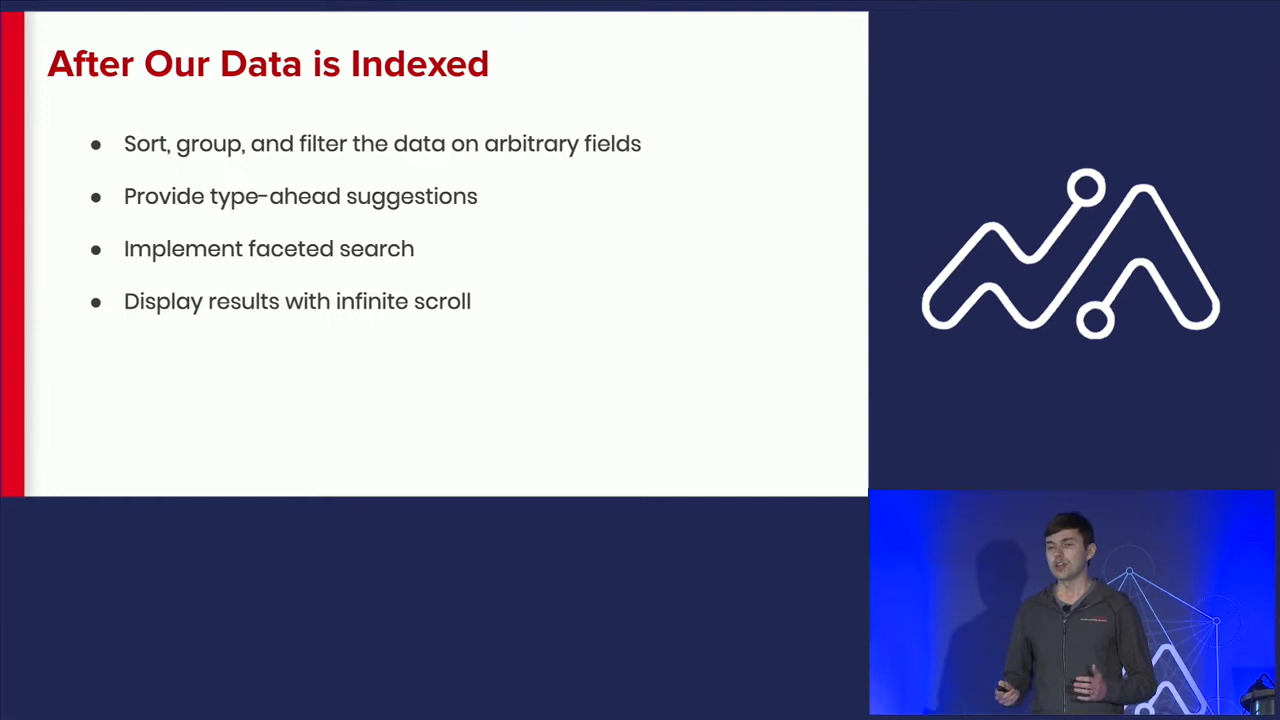 After Our Data is Indexed
● Sort, group, and filter the data on arbitrary fields
● Provide type-ahead suggestions
● Implement faceted search
● Display results with infinite scroll